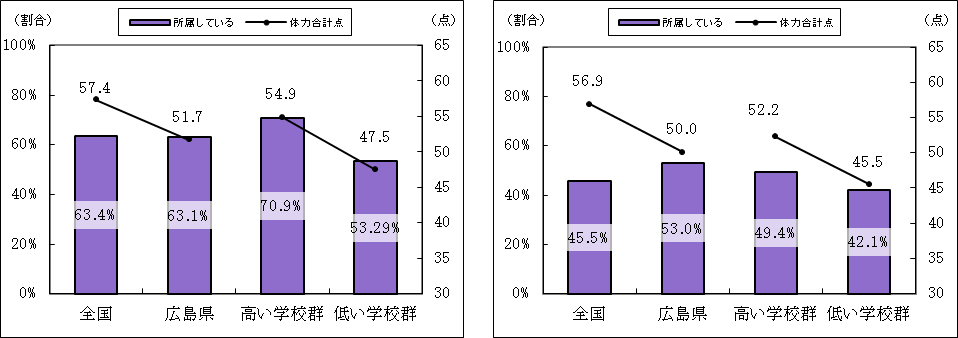 （割合）
所属している
体力合計点
（点）
100%
80%
60%
40%
20%
0%
65
60
55
50
45
40
35
30
57.4
51.7
54.9
47.5
63.4%
63.1%
70.9%
53.29%
全国
広島県
高い学校群
低い学校群
（割合）
所属している
体力合計点
（点）
100%
80%
60%
40%
20%
0%
65
60
55
50
45
40
35
30
56.9
50.0
52.2
45.5
45.5%
53.0%
49.4%
42.1%
全国
広島県
高い学校群
低い学校群